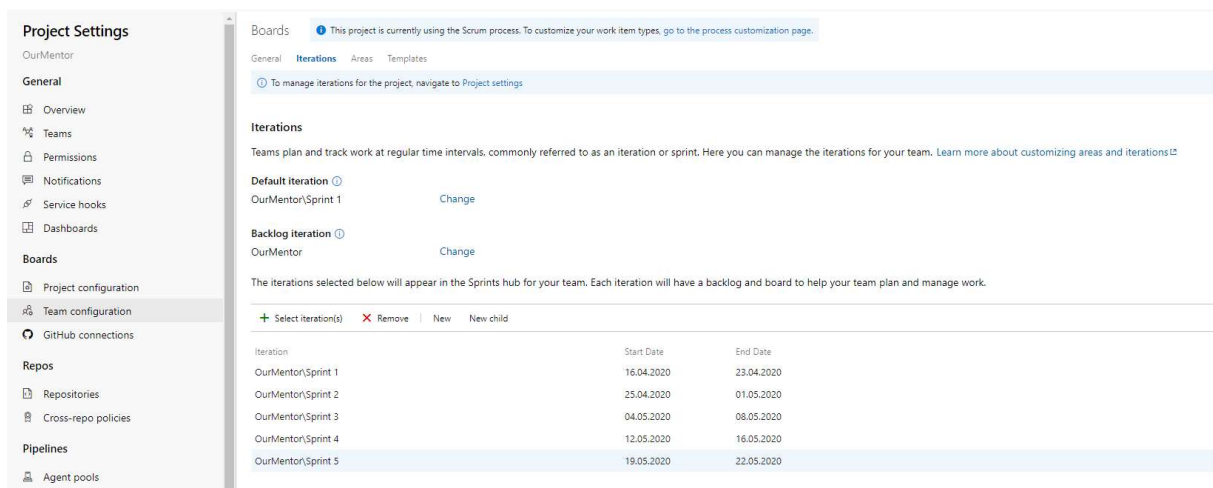 Project Settings
OurMentor
General
Overview
Teams
Permissions
Notifications
Service hooks
Dashboards
Boards
Project configuration
Team configuration
GitHub connections
Repos
Repositories
Cross-repo policies
Pipelines
Agent pools
Boards This project is currently using the Scrum process. To customize your work item types, go to the process customization page.
General Iterations Areas Templates
To manage iterations for the project, navigate to Project settings
Iterations
Teams plan and track work at regular time intervals, commonly referred to as an iteration or sprint. Here you can manage the iterations for your team. Learn more about customizing areas and iterations
Default iteration
OurMentor\Sprint 1 Change
Backlog iteration
OurMentor Change
The iterations selected below will appear in the Sprints hub for your team. Each iteration will have a backlog and board to help your team plan and manage work.
+ Select iteration(s) Remove New New child
Iteration Start Date End Date
OurMentor\Sprint 1 16.04.2020 23.04.2020
OurMentor\Sprint 2 25.04.2020 01.05.2020
OurMentor\Sprint 3 04.05.2020 08.05.2020
OurMentor\Sprint 4 12.05.2020 16.05.2020
OurMentor\Sprint 5 19.05.2020 22.05.2020